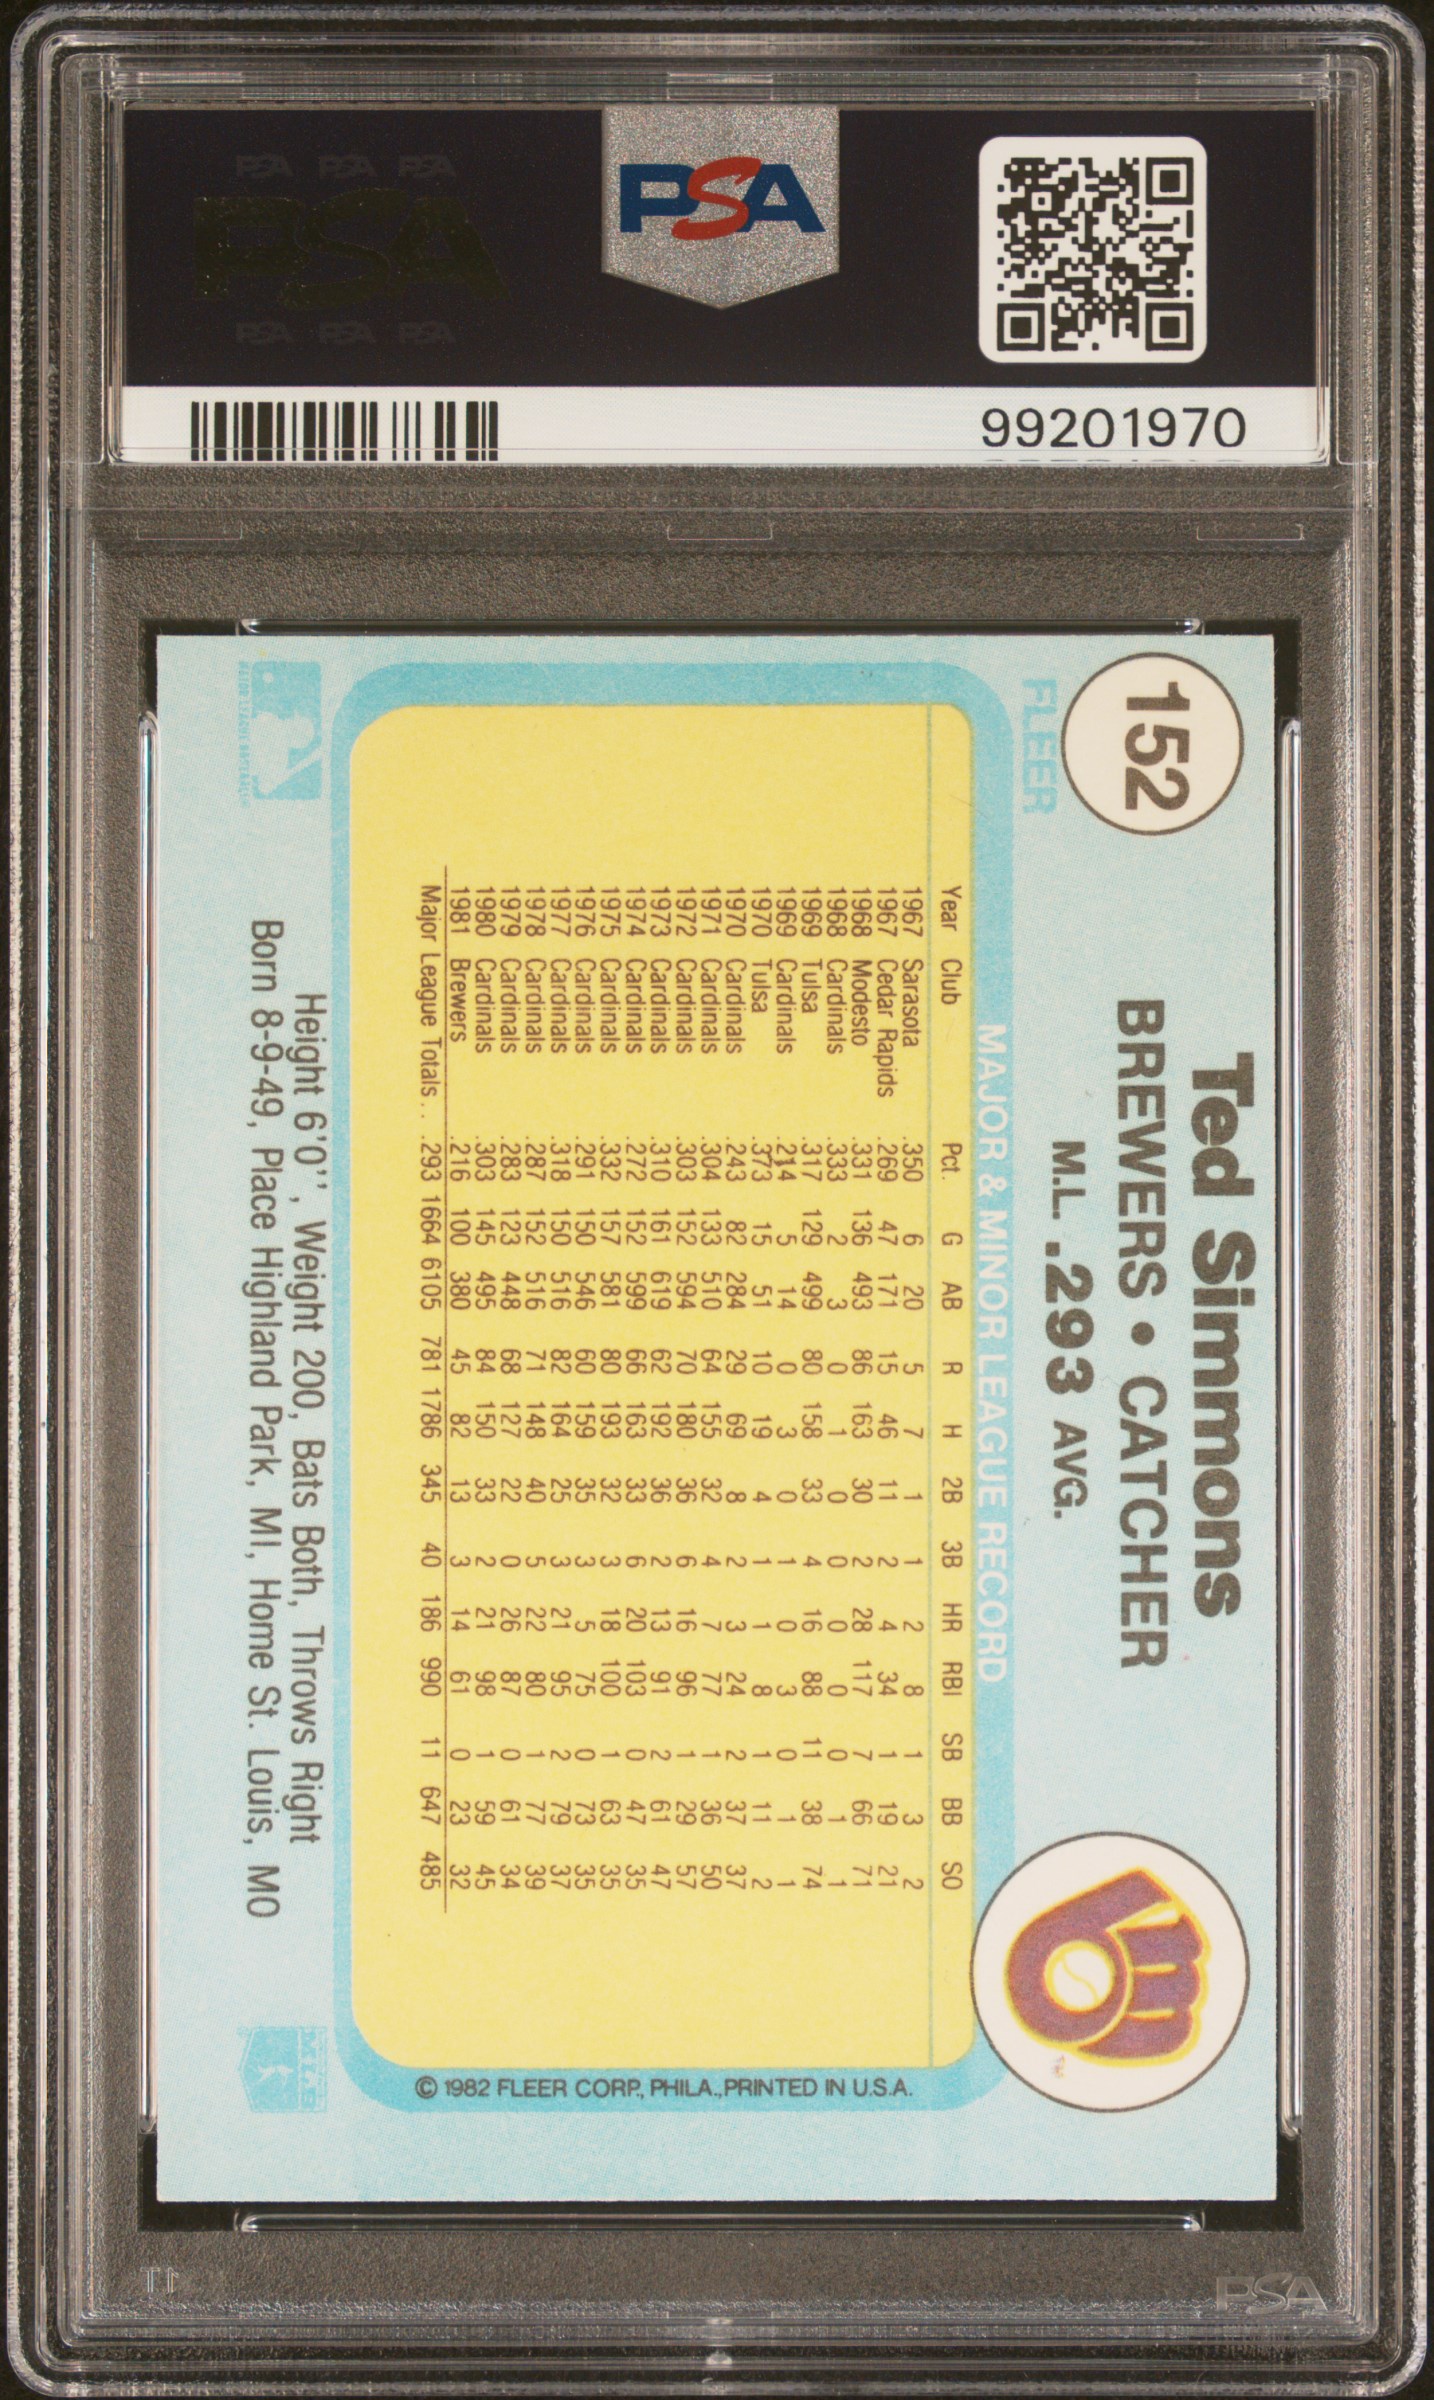 PSA PSA PSA
PSA
PSA PSA PSA
PSA
99201970
152
FLEER
Ted Simmons
BREWERS • CATCHER
M.L. .293 AVG.
MAJOR & MINOR LEAGUE RECORD
Year Club Pct. G AB R H 2B 3B HR RBI SB BB SO
1967 Sarasota .350 6 20 5 7 1 1 2 8 1 3 2
1967 Cedar Rapids .269 47 171 15 46 11 2 4 34 1 19 21
1968 Modesto .331 136 493 86 163 30 2 28 117 7 66 71
1968 Cardinals .333 2 3 0 1 0 0 0 0 0 1 1
1969 Tulsa .317 129 499 80 158 33 4 16 88 11 38 74
1969 Cardinals .214 5 14 0 3 0 1 0 3 0 1 1
1970 Tulsa .373 15 51 10 19 4 1 1 8 1 11 2
1970 Cardinals .243 82 284 29 69 8 2 3 24 2 37 37
1971 Cardinals .304 133 510 64 155 32 4 7 77 1 36 50
1972 Cardinals .303 152 594 70 180 36 6 16 96 1 29 57
1973 Cardinals .310 161 619 62 192 36 2 13 91 2 61 47
1974 Cardinals .272 152 599 66 163 33 6 20 103 0 47 35
1975 Cardinals .332 157 581 80 193 32 3 18 100 1 63 35
1976 Cardinals .291 150 546 60 159 35 3 5 75 0 73 35
1977 Cardinals .318 150 516 82 164 25 3 21 95 2 79 37
1978 Cardinals .287 152 516 71 148 40 5 22 80 1 77 39
1979 Cardinals .283 123 448 68 127 22 0 26 87 0 61 34
1980 Cardinals .303 145 495 84 150 33 2 21 98 1 59 45
1981 Brewers .216 100 380 45 82 13 3 14 61 0 23 32
Major League Totals . . .293 1664 6105 781 1786 345 40 186 990 11 647 485
Height 6'0'', Weight 200, Bats Both, Throws Right
Born 8-9-49, Place Highland Park, MI, Home St. Louis, MO
MAJOR LEAGUE BASEBALL
© 1982 FLEER CORP., PHILA., PRINTED IN U.S.A.
PSA